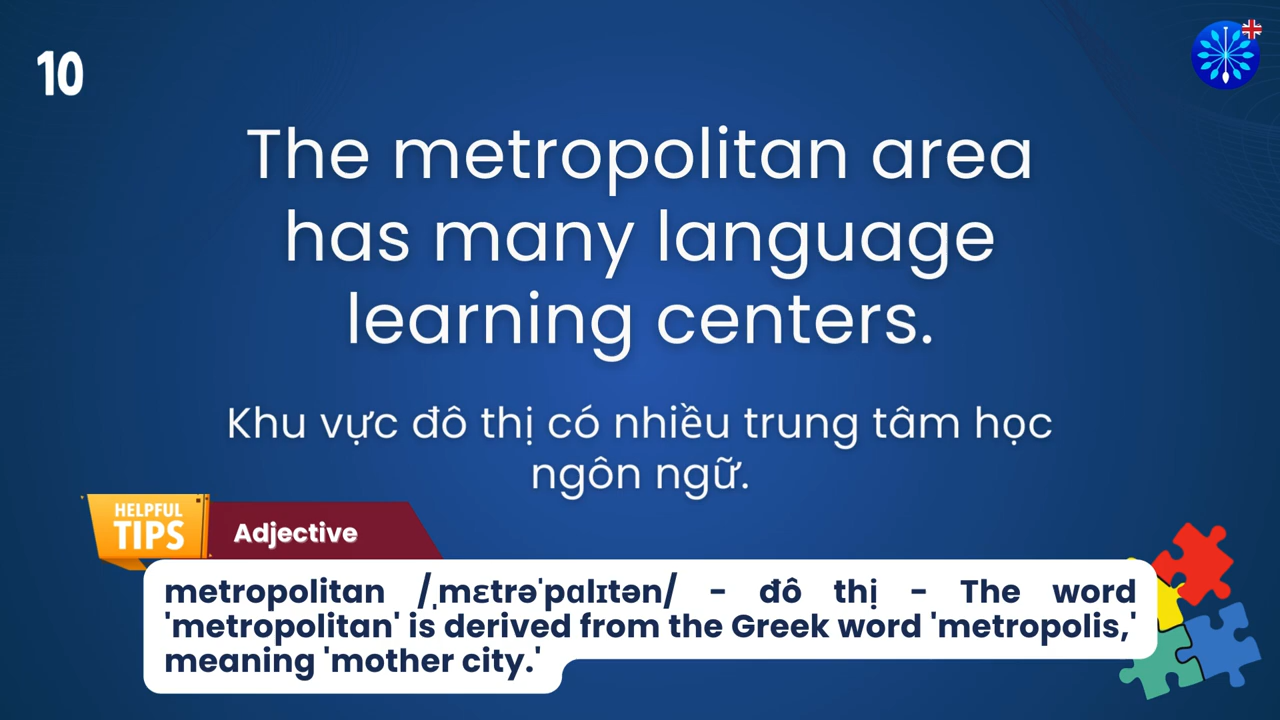 10
The metropolitan area
has many language
learning centers.
Khu vực đô thị có nhiều trung tâm học
ngôn ngữ.
HELPFUL
TIPS
Adjective
metropolitan /ˌmɛtrəˈpɑlɪtən/ - đô thị - The word
'metropolitan' is derived from the Greek word 'metropolis,'
meaning 'mother city.'